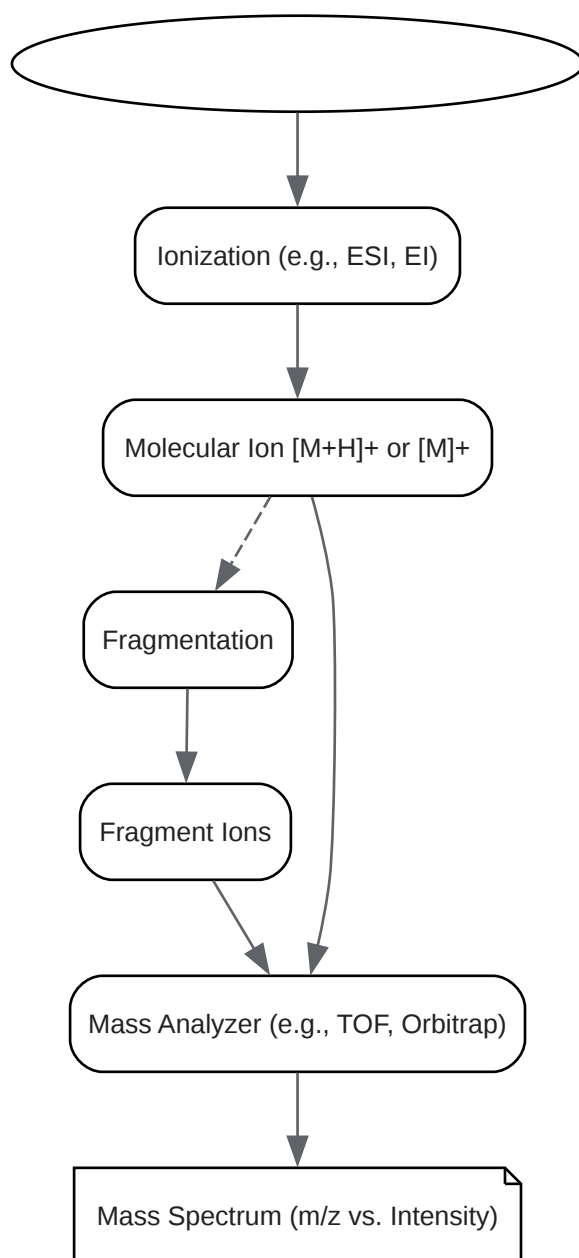 Ionization (e.g., ESI, EI)
Molecular Ion [M+H]+ or [M]+
Fragmentation
Fragment Ions
Mass Analyzer (e.g., TOF, Orbitrap)
Mass Spectrum (m/z vs. Intensity)